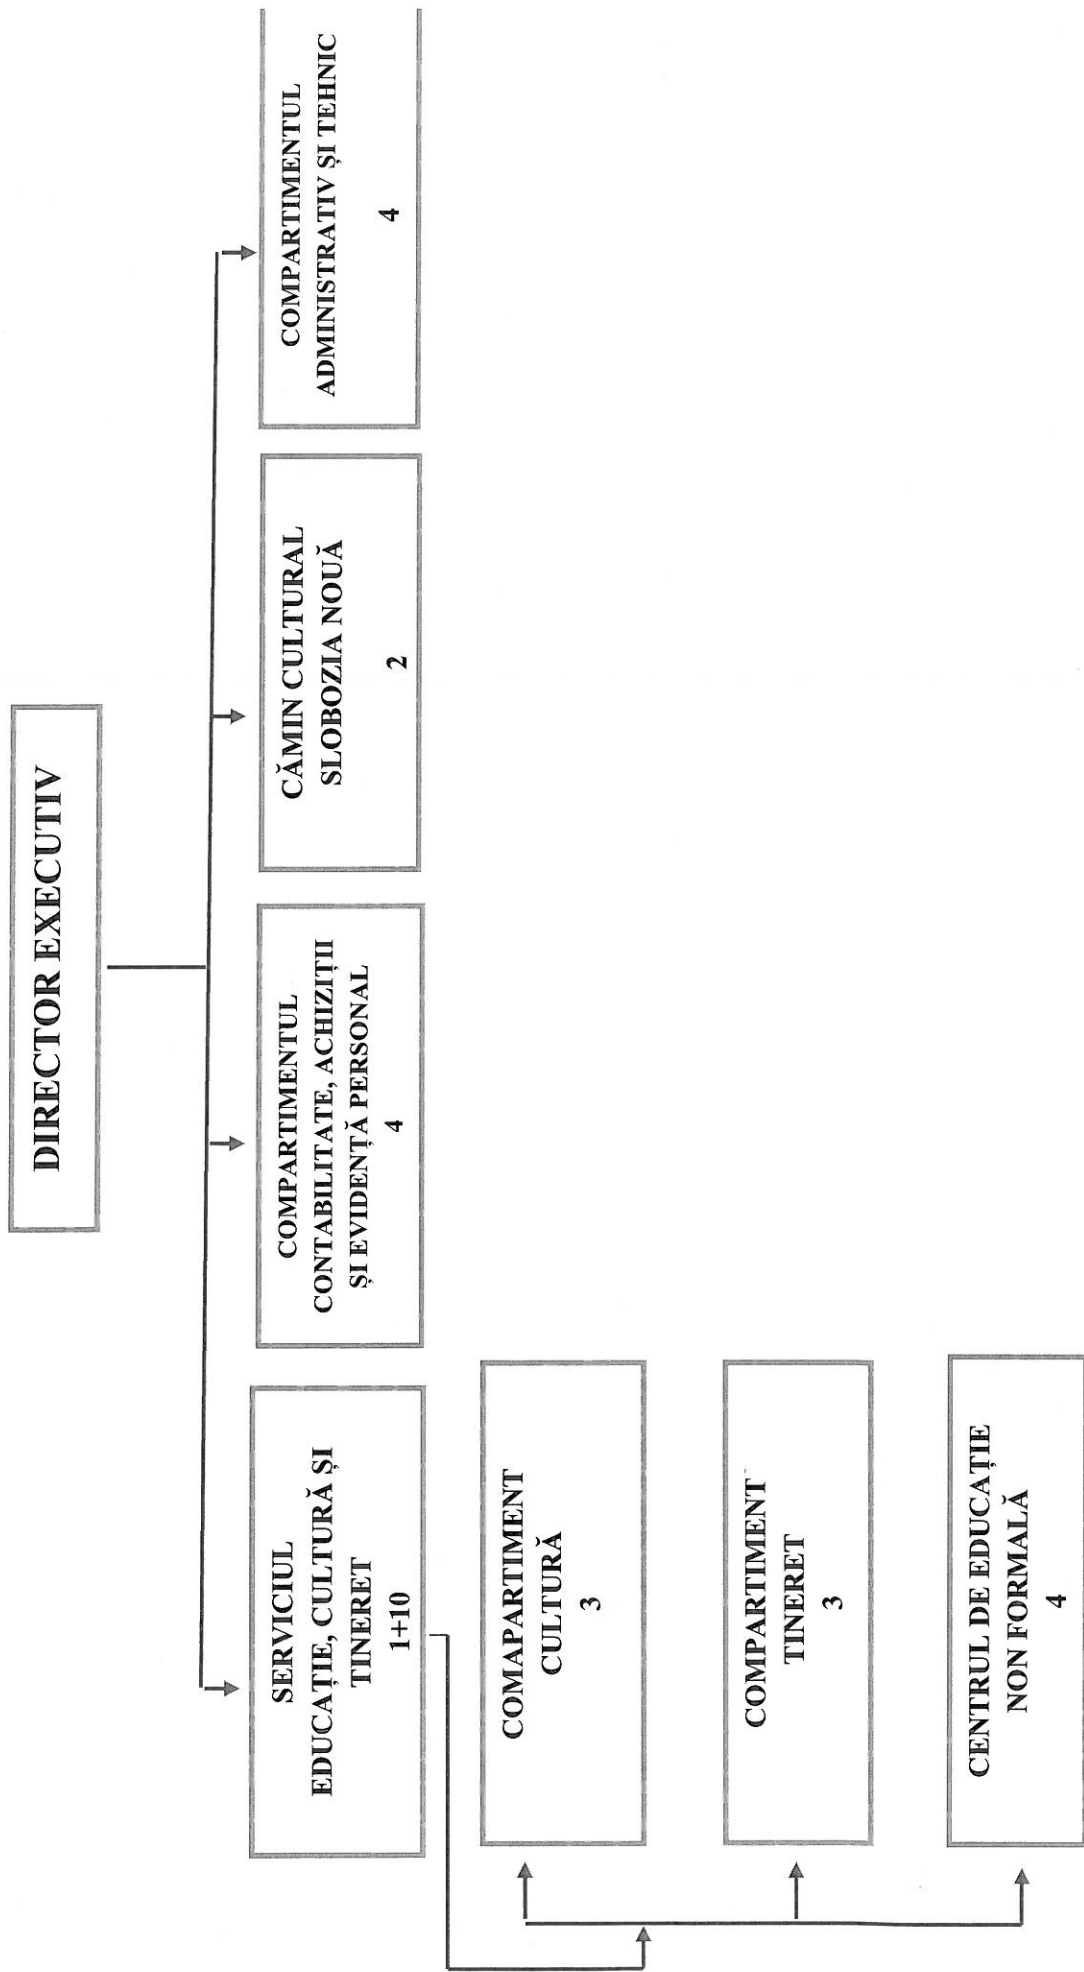 DIRECTOR EXECUTIV
SERVICIUL
EDUCAȚIE, CULTURĂ ȘI
TINERET
1+10
COMPARTIMENTUL
CONTABILITATE, ACHIZIȚII
ȘI EVIDENȚĂ PERSONAL
4
CĂMIN CULTURAL
SLOBOZIA NOUĂ
2
COMPARTIMENTUL
ADMINISTRATIV ȘI TEHNIC
4
COMAPARTIMENT
CULTURĂ
3
COMPARTIMENT
TINERET
3
CENTRUL DE EDUCAȚIE
NON FORMALĂ
4